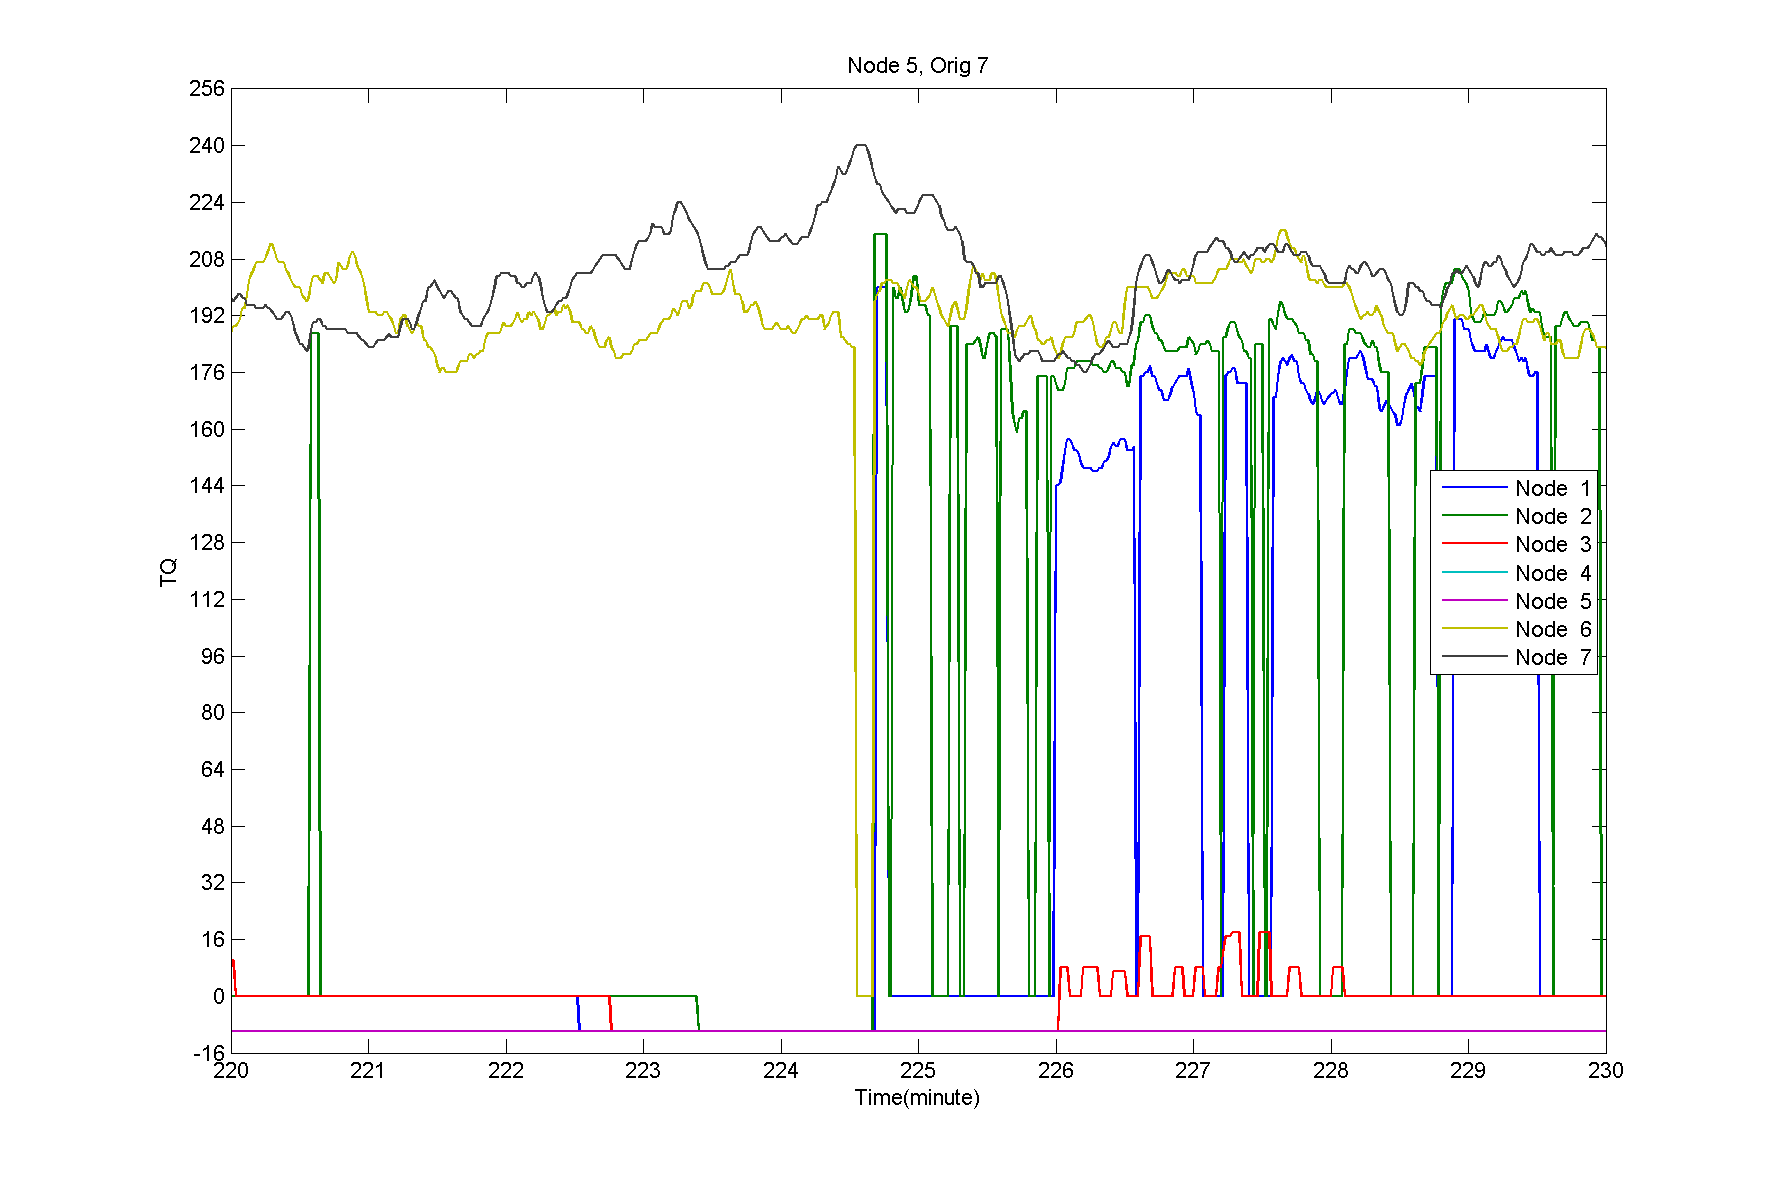 Node 5, Orig 7
256
240
224
208
192
176
160
144
128
112
96
80
64
48
32
16
0
-16
TQ
Node 1
Node 2
Node 3
Node 4
Node 5
Node 6
Node 7
220 221 222 223 224 225 226 227 228 229 230
Time(minute)